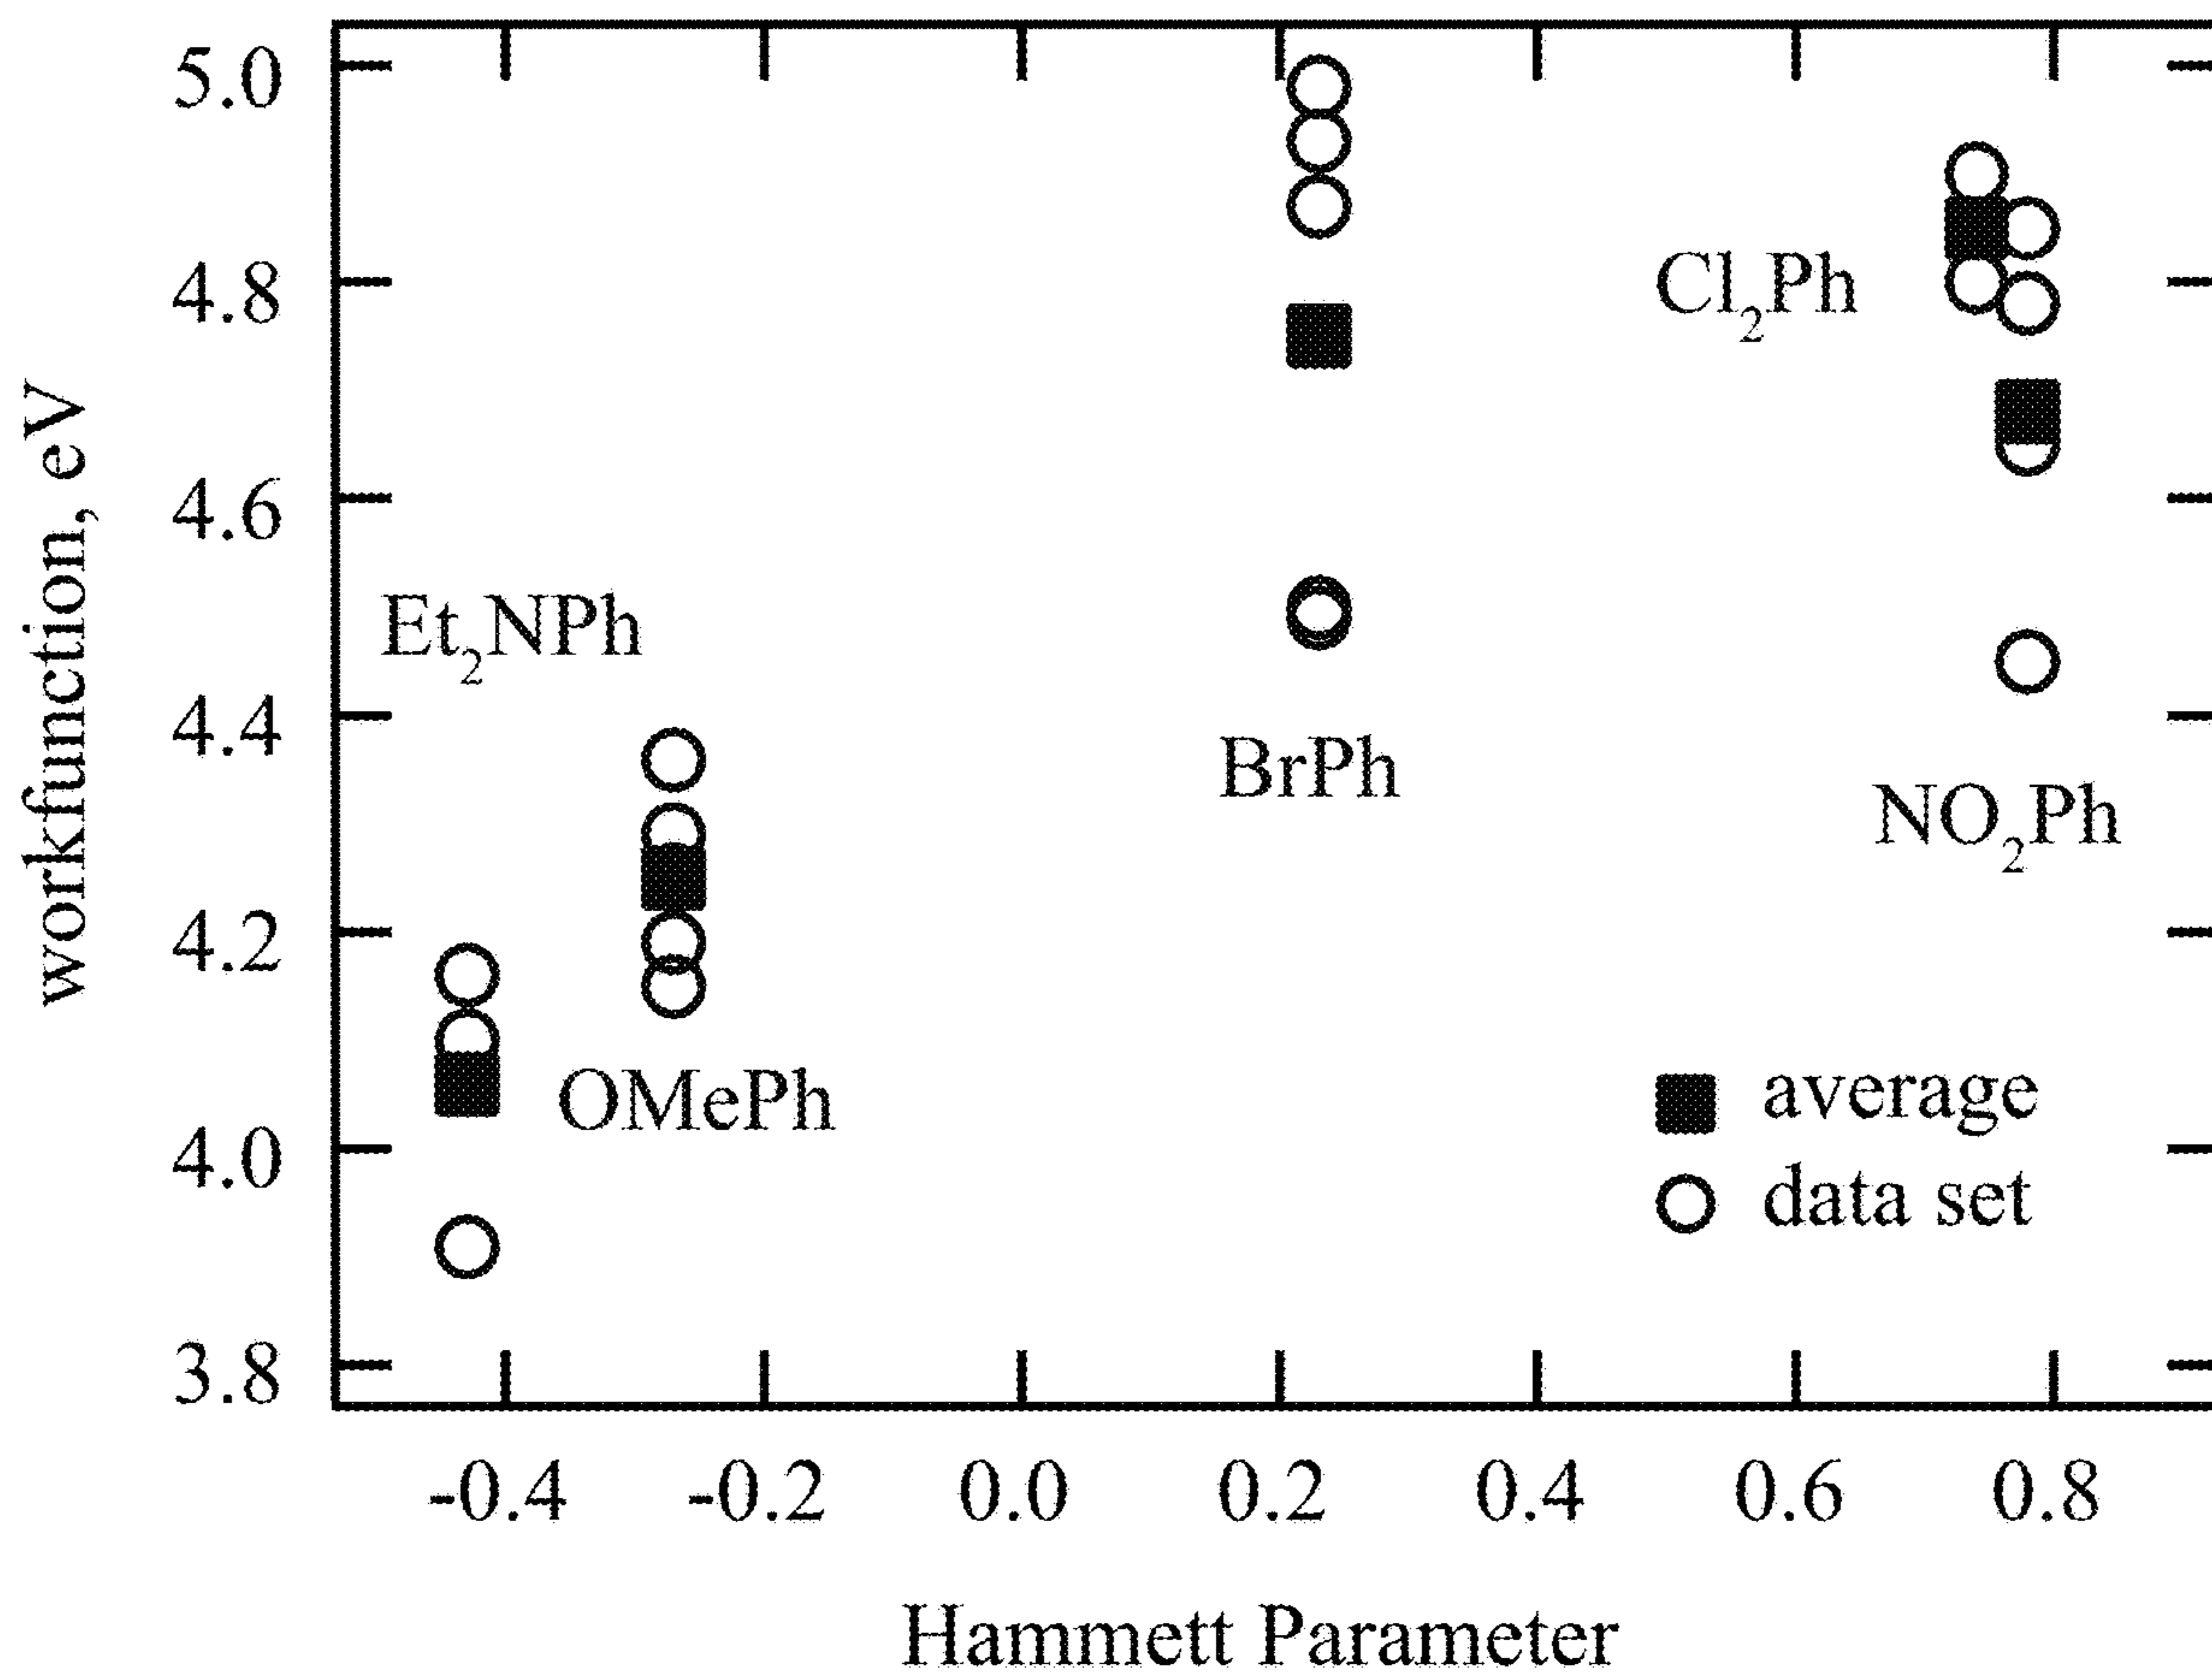 5.0
4.8
4.6
4.4
4.2
4.0
3.8
workfunction, eV
Et₂NPh
OMePh
BrPh
Cl₂Ph
NO₂Ph
average
data set
-0.4 -0.2 0.0 0.2 0.4 0.6 0.8
Hammett Parameter